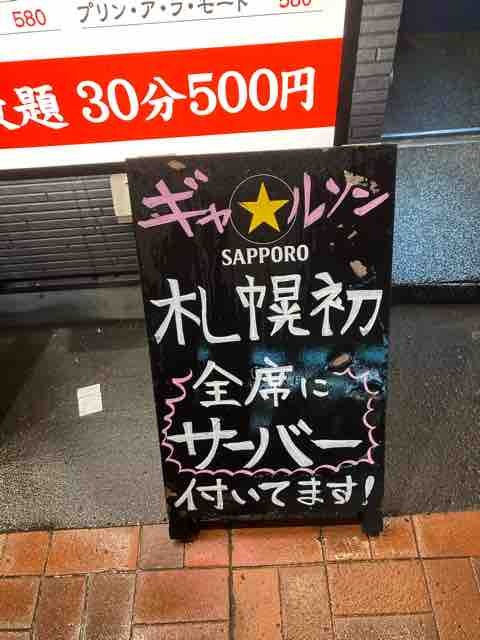 580 プリン・ア・ラ・モード 580
放題 30分500円
ギャ★ルソン
SAPPORO
札幌初
全席に
サーバー
付いてます!